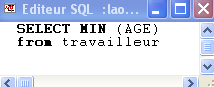 Editeur SQL :lao...
SELECT MIN (AGE)
from travailleur